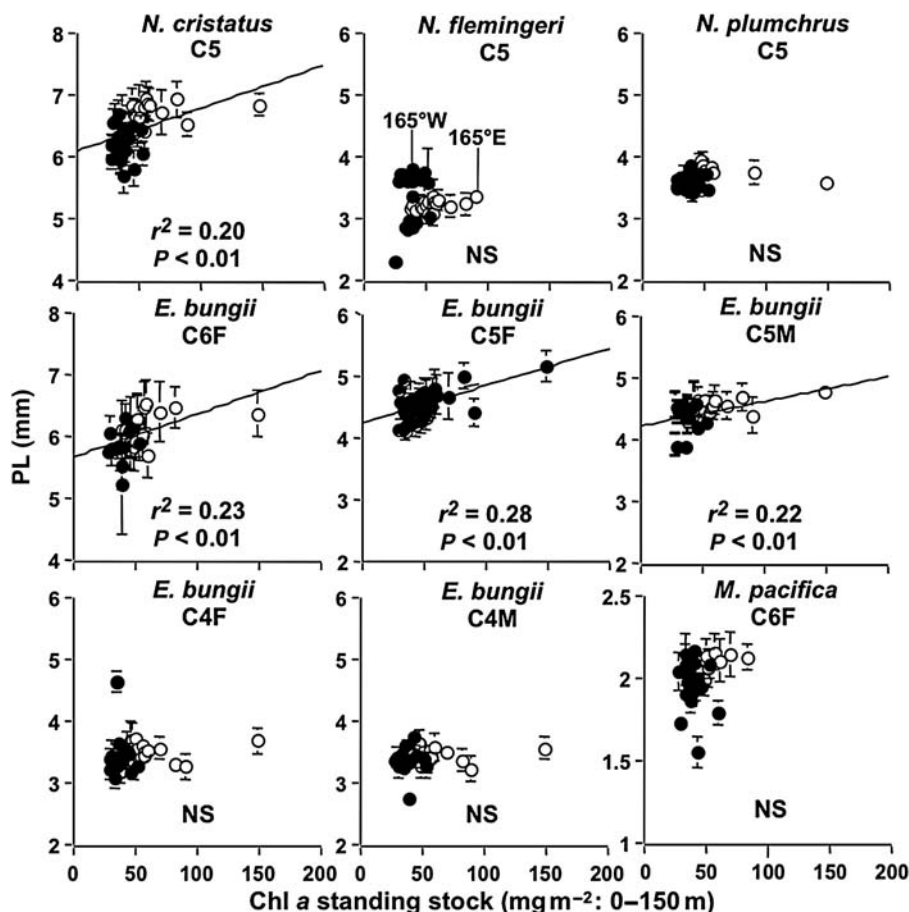 N. cristatus
C5
8
7
6
5
4
r² = 0.20
P < 0.01
N. flemingeri
C5
6
5
4
3
2
165°W
165°E
NS
N. plumchrus
C5
6
5
4
3
2
NS
PL (mm)
E. bungii
C6F
8
7
6
5
4
r² = 0.23
P < 0.01
E. bungii
C5F
6
5
4
3
2
r² = 0.28
P < 0.01
E. bungii
C5M
6
5
4
3
2
r² = 0.22
P < 0.01
E. bungii
C4F
6
5
4
3
2
NS
0 50 100 150 200
E. bungii
C4M
6
5
4
3
2
NS
0 50 100 150 200
M. pacifica
C6F
2.5
2
1.5
1
NS
0 50 100 150 200
Chl a standing stock (mg m⁻²: 0–150 m)